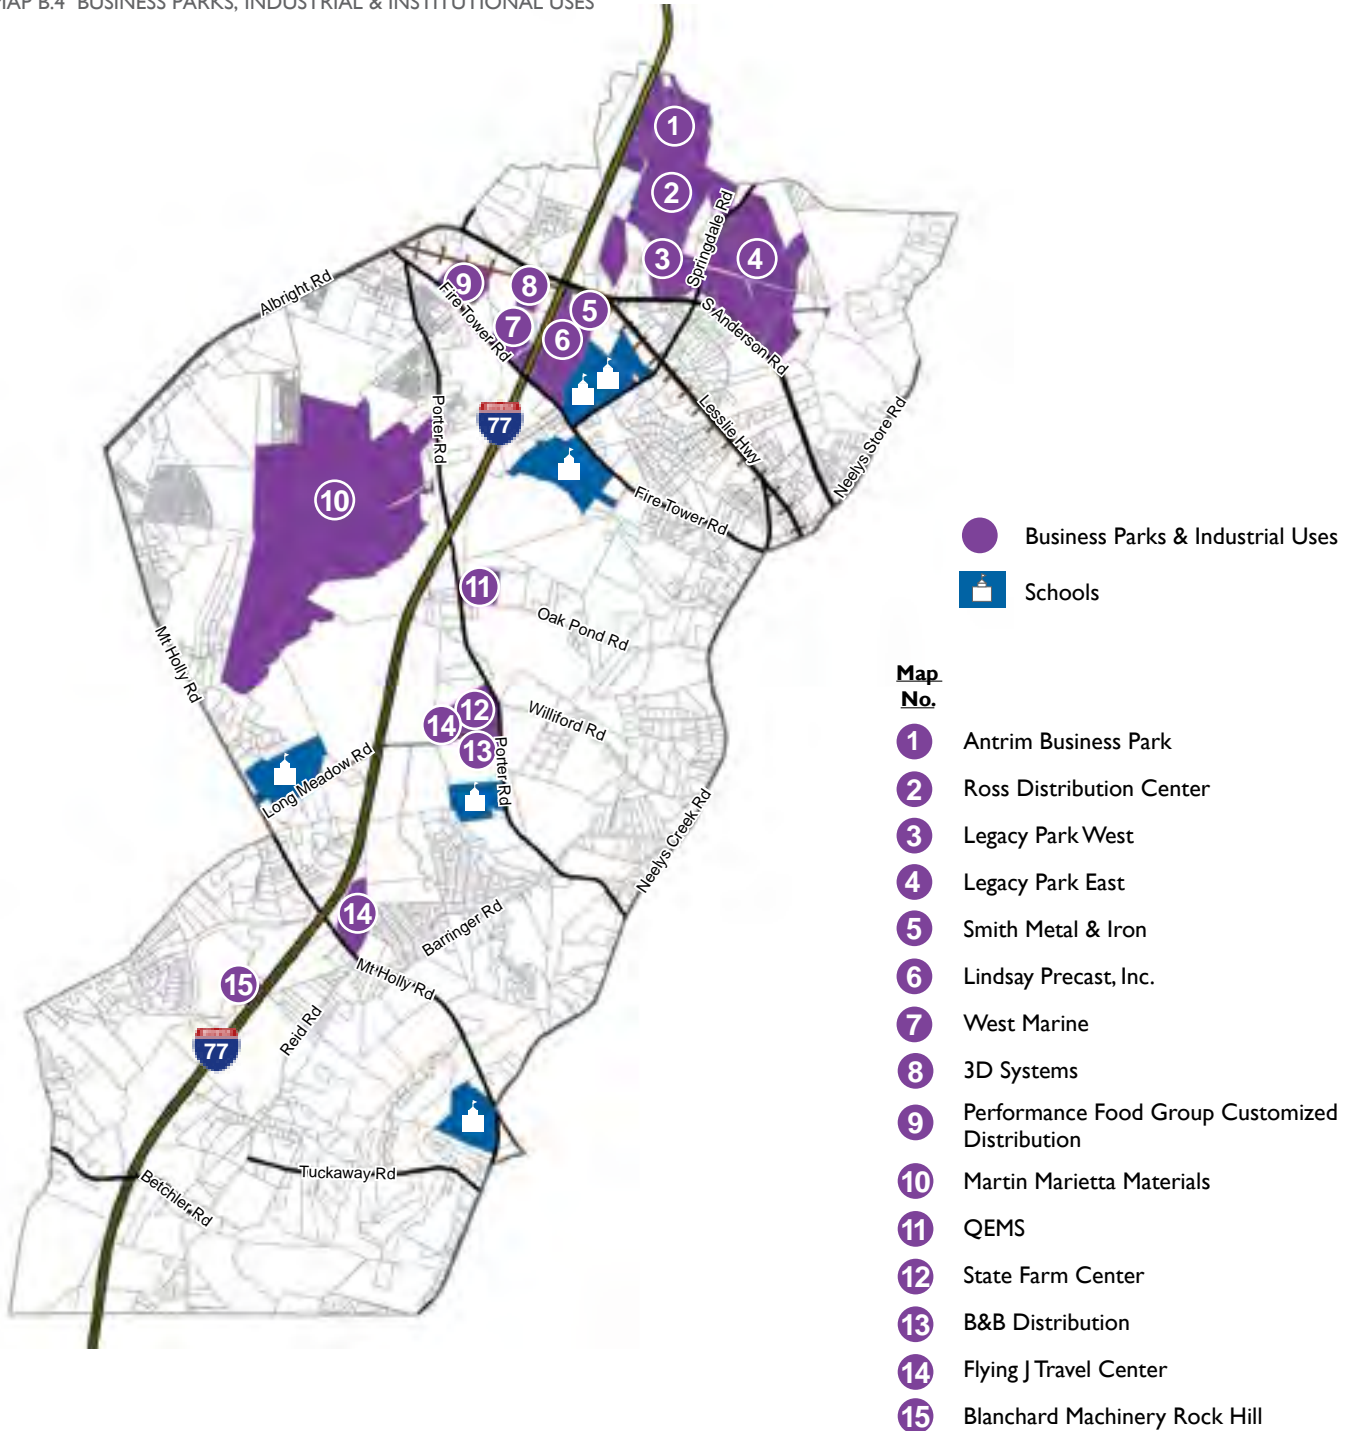 MAP B.4 BUSINESS PARKS, INDUSTRIAL & INSTITUTIONAL USES
1
2
Springdale Rd
3
4
Albright Rd
9
8
Fire Tower Rd
5
7
6
S Anderson Rd
Porter Rd
77
Lesslie Hwy
Neelys Store Rd
10
Fire Tower Rd
11
Oak Pond Rd
Mt Holly Rd
12
14
Williford Rd
13
Porter Rd
Long Meadow Rd
Neelys Creek Rd
14
Barringer Rd
Mt Holly Rd
15
Reid Rd
77
Tuckaway Rd
Betchler Rd
Business Parks & Industrial Uses
Schools
Map
No.
1 Antrim Business Park
2 Ross Distribution Center
3 Legacy Park West
4 Legacy Park East
5 Smith Metal & Iron
6 Lindsay Precast, Inc.
7 West Marine
8 3D Systems
9 Performance Food Group Customized
Distribution
10 Martin Marietta Materials
11 QEMS
12 State Farm Center
13 B&B Distribution
14 Flying J Travel Center
15 Blanchard Machinery Rock Hill